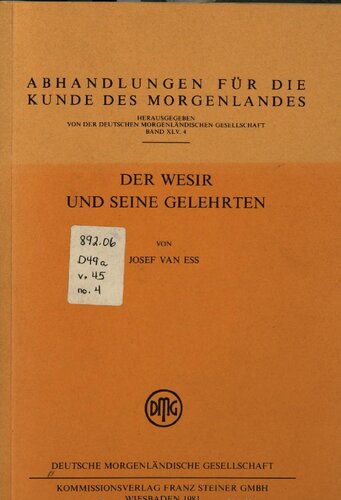 ABHANDLUNGEN FÜR DIE
KUNDE DES MORGENLANDES
HERAUSGEGEBEN
VON DER DEUTSCHEN MORGENLÄNDISCHEN GESELLSCHAFT
BAND XLV, 4
DER WESIR
UND SEINE GELEHRTEN
VON
JOSEF VAN ESS
892.06
D49a
v. 45
no. 4
DMG
DEUTSCHE MORGENLÄNDISCHE GESELLSCHAFT
KOMMISSIONSVERLAG FRANZ STEINER GMBH
WIESBADEN 1981